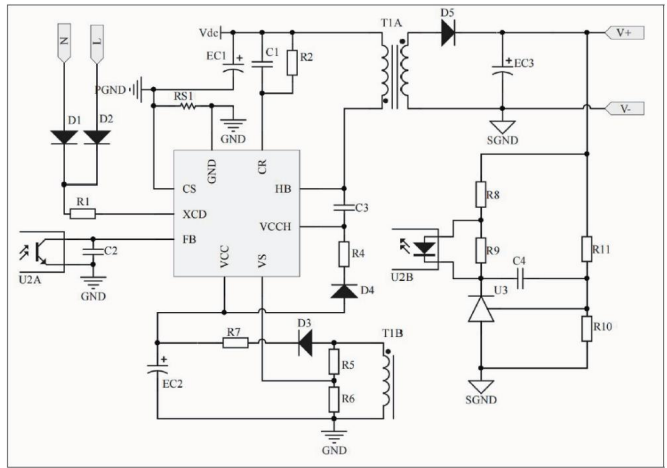 N
L
Vdc
EC1
C1
R2
T1A
D5
V+
EC3
V-
SGND
PGND
RS1
GND
D1
D2
GND
CR
CS
HB
XCD
VCCH
FB
VCC
VS
R1
C2
U2A
GND
C3
R4
D4
R8
U2B
R9
C4
R11
U3
R10
SGND
R7
D3
T1B
R5
R6
EC2
GND